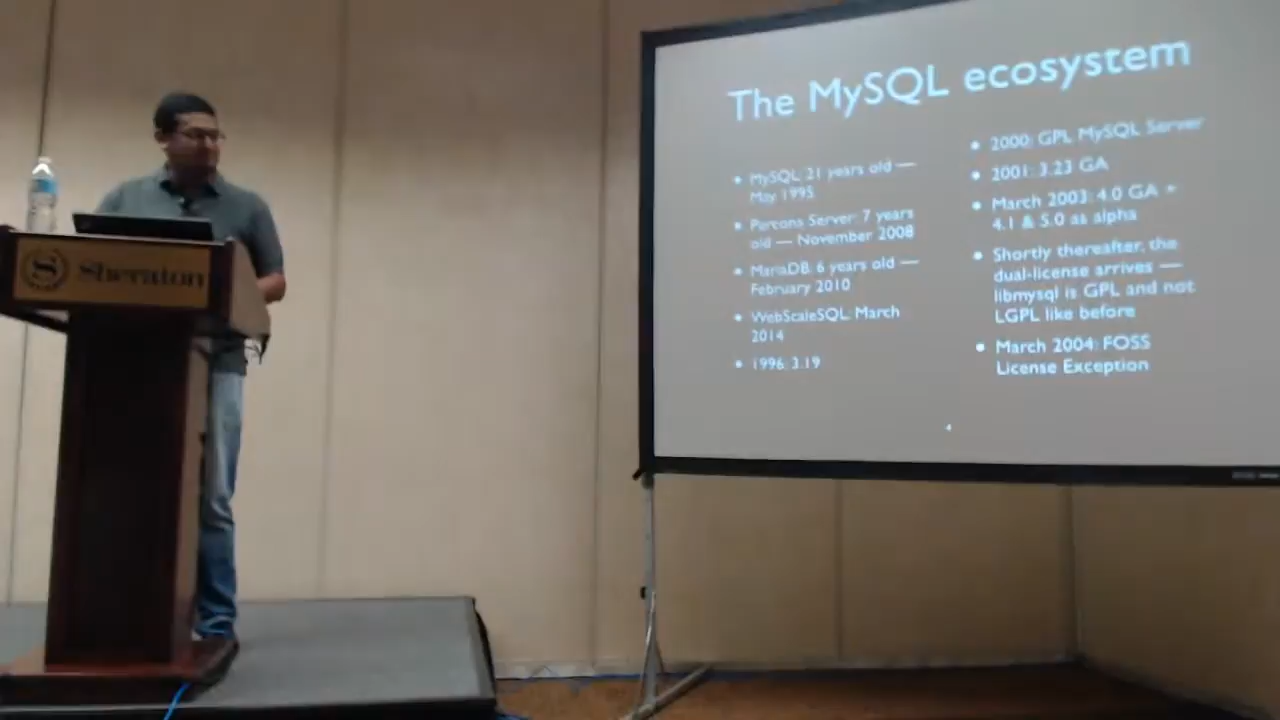 Sheraton
The MySQL ecosystem
• MySQL: 21 years old —
May 1995
• Percona Server: 7 years
old — November 2008
• MariaDB: 6 years old —
February 2010
• WebScaleSQL: March
2014
• 1996: 3.19
• 2000: GPL MySQL Server
• 2001: 3.23 GA
• March 2003: 4.0 GA +
4.1 & 5.0 as alpha
• Shortly thereafter, the
dual-license arrives —
libmysql is GPL and not
LGPL like before
• March 2004: FOSS
License Exception
4